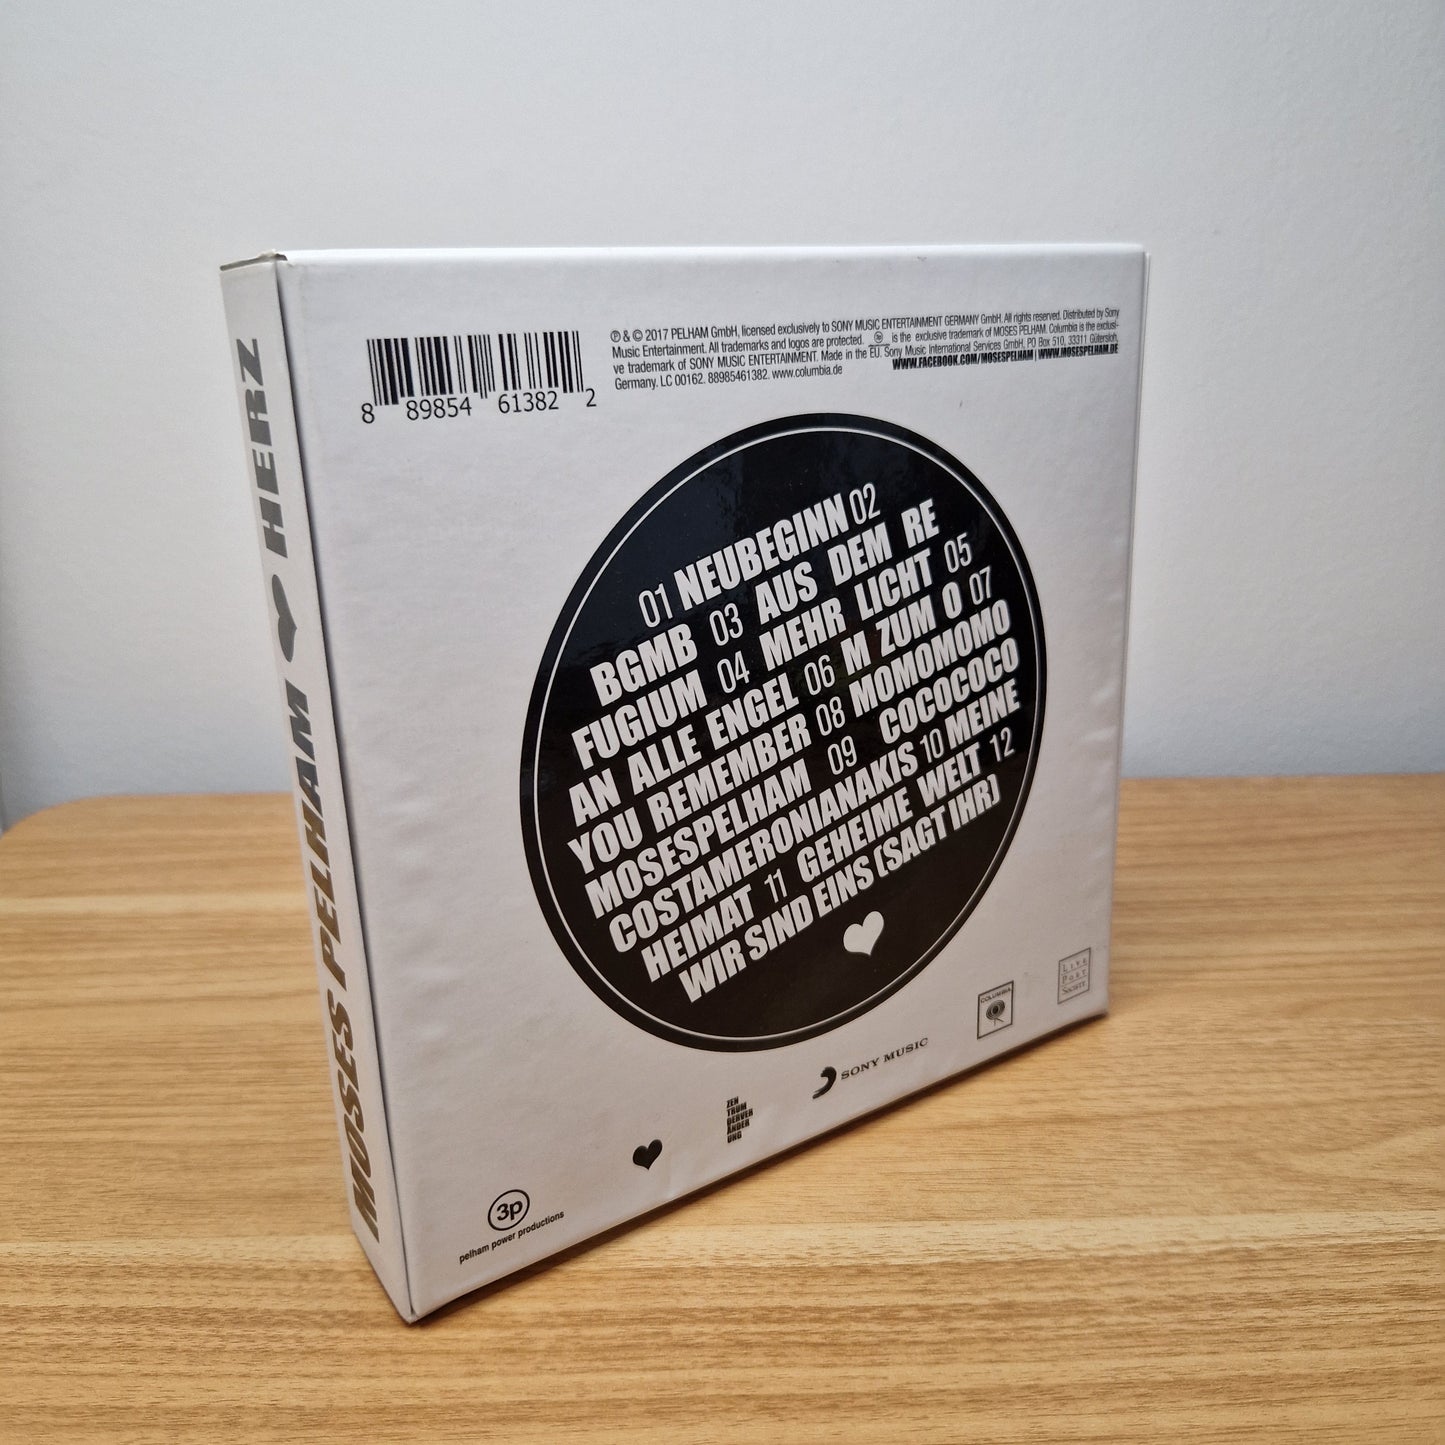 MOSES PELHAM ♥ HERZ
8 89854 61382 2
℗ & © 2017 PELHAM GmbH, licensed exclusively to SONY MUSIC ENTERTAINMENT GERMANY GmbH. All rights reserved. Distributed by Sony
Music Entertainment. All trademarks and logos are protected. 3p is the exclusive trademark of MOSES PELHAM. Columbia is the exclusi-
ve trademark of SONY MUSIC ENTERTAINMENT. Made in the EU. Sony Music International Services GmbH, PO Box 510, 33311 Gütersloh,
Germany. LC 00162. 88985461382. www.columbia.de
WWW.FACEBOOK.COM/MOSESPELHAM | WWW.MOSESPELHAM.DE
01 NEUBEGINN 02
BGMB 03 AUS DEM RE
FUGIUM 04 MEHR LICHT 05
AN ALLE ENGEL 06 M ZUM O 07
YOU REMEMBER 08 MOMOMOMO
MOSESPELHAM 09 COCOCOCO
COSTAMERONIANAKIS 10 MEINE
HEIMAT 11 GEHEIME WELT 12
WIR SIND EINS (SAGT IHR)
3p
pelham power productions
ZEN
TRUM
DERVER
ÄNDER
UNG
SONY MUSIC
COLUMBIA
LIVE
POET
SOCIETY